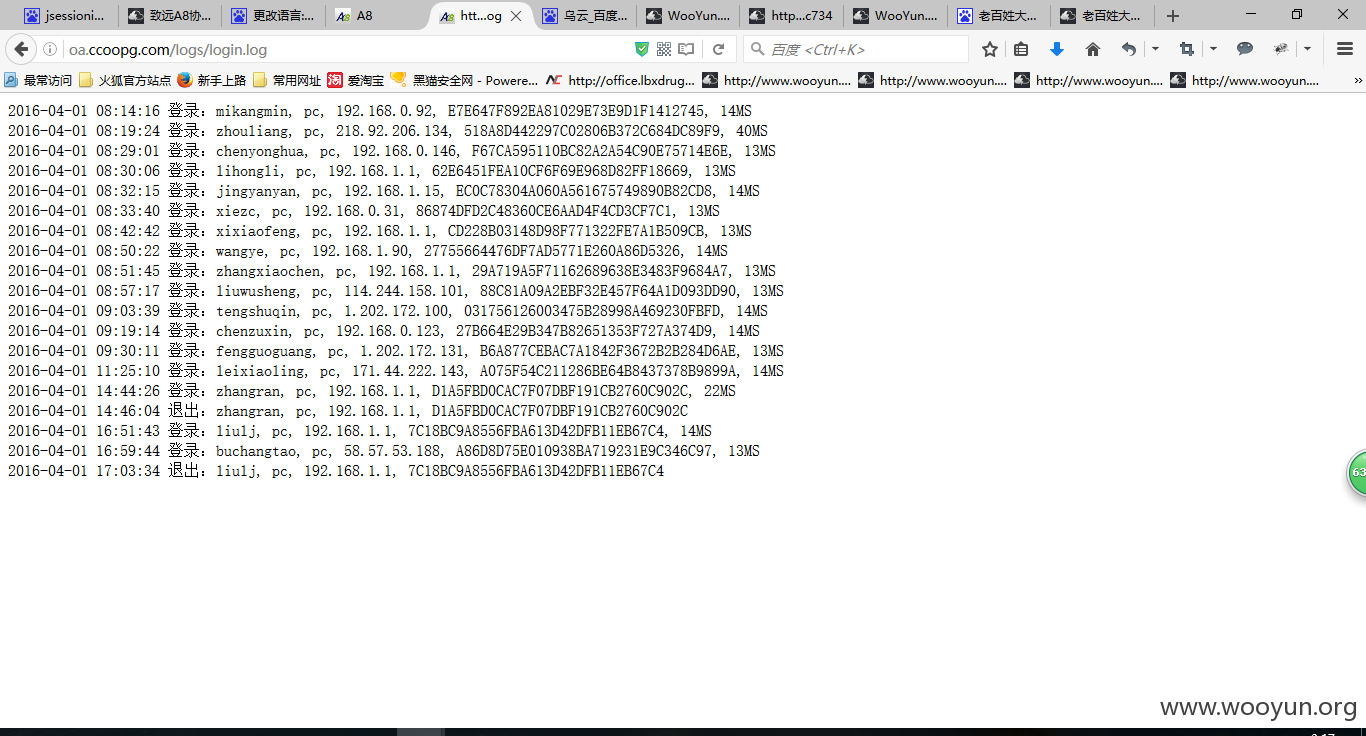 jsessioni... 致远A8协... 更改语言:... A8 htt...og 乌云_百度... WooYun.... http...c734 WooYun.... 老百姓大... 老百姓大...
oa.ccoopg.com/logs/login.log 百度 <Ctrl+K>
最常访问 火狐官方站点 新手上路 常用网址 爱淘宝 黑猫安全网 - Powere... http://office.lbxdrug... http://www.wooyun.... http://www.wooyun.... http://www.wooyun.... http://www.wooyun....
2016-04-01 08:14:16 登录: mikangmin, pc, 192.168.0.92, E7E647F892EA81029E73E9D1F1412745, 14MS
2016-04-01 08:19:24 登录: zhouliang, pc, 218.92.206.134, 518A8D442297C02806B372C684DC89F9, 40MS
2016-04-01 08:29:01 登录: chenyonghua, pc, 192.168.0.146, F67CA595110BC82A2A54C90E75714E6E, 13MS
2016-04-01 08:30:06 登录: lihongli, pc, 192.168.1.1, 62E6451FEA10CF6F69E968D82FF18669, 13MS
2016-04-01 08:32:15 登录: jingyanyan, pc, 192.168.1.15, EC0C78304A060A561675749890B82CD8, 14MS
2016-04-01 08:33:40 登录: xiezc, pc, 192.168.0.31, 86874DFD2C48360CE6AAD4F4CD3CF7C1, 13MS
2016-04-01 08:42:42 登录: xixiaofeng, pc, 192.168.1.1, CD228B03148D98F771322FE7A1B509CB, 13MS
2016-04-01 08:50:22 登录: wangye, pc, 192.168.1.90, 27755664476DF7AD5771E260A86D5326, 14MS
2016-04-01 08:51:45 登录: zhangxiaochen, pc, 192.168.1.1, 29A719A5F71162689638E3483F9684A7, 13MS
2016-04-01 08:57:17 登录: liuwusheng, pc, 114.244.158.101, 88C81A09A2EBF32E457F64A1D093DD90, 13MS
2016-04-01 09:03:39 登录: tengshuqin, pc, 1.202.172.100, 031756126003475B28998A469230FBFD, 14MS
2016-04-01 09:19:14 登录: chenzuxin, pc, 192.168.0.123, 27B664E29B347B82651353F727A374D9, 14MS
2016-04-01 09:30:11 登录: fengguoguang, pc, 1.202.172.131, B6A877CEBAC7A1842F3672B2B284D6AE, 13MS
2016-04-01 11:25:10 登录: leixiaoling, pc, 171.44.222.143, A075F54C211286BE64B8437378B9899A, 14MS
2016-04-01 14:44:26 登录: zhangran, pc, 192.168.1.1, D1A5FBD0CAC7F07DBF191CB2760C902C, 22MS
2016-04-01 14:46:04 退出: zhangran, pc, 192.168.1.1, D1A5FBD0CAC7F07DBF191CB2760C902C
2016-04-01 16:51:43 登录: liulj, pc, 192.168.1.1, 7C18BC9A8556FBA613D42DFB11EB67C4, 14MS
2016-04-01 16:59:44 登录: buchangtao, pc, 58.57.53.188, A86D8D75E010938BA719231E9C346C97, 13MS
2016-04-01 17:03:34 退出: liulj, pc, 192.168.1.1, 7C18BC9A8556FBA613D42DFB11EB67C4
63
www.wooyun.org